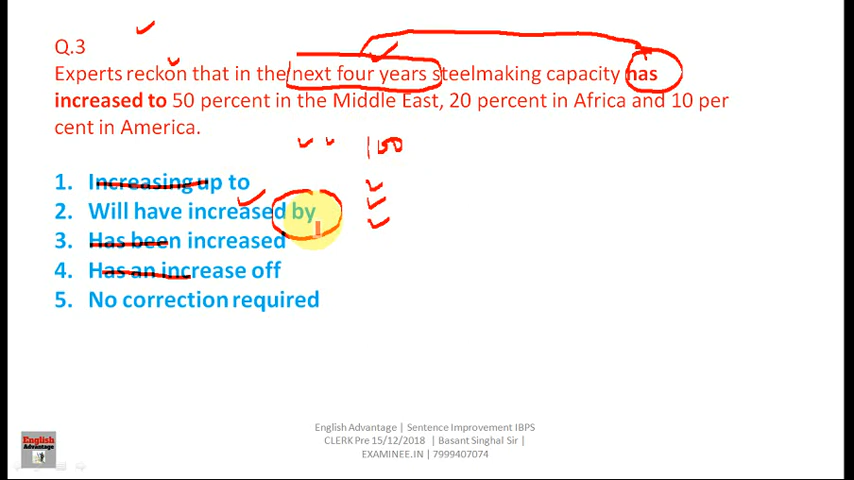 Q.3
Experts reckon that in the next four years steelmaking capacity has
increased to 50 percent in the Middle East, 20 percent in Africa and 10 per
cent in America.
150
1. Increasing up to
2. Will have increased by
3. Has been increased
4. Has an increase off
5. No correction required
English Advantage | Sentence Improvement IBPS
CLERK Pre 15/12/2018 | Basant Singhal Sir |
EXAMINEE.IN | 7999407074
English
Advantage